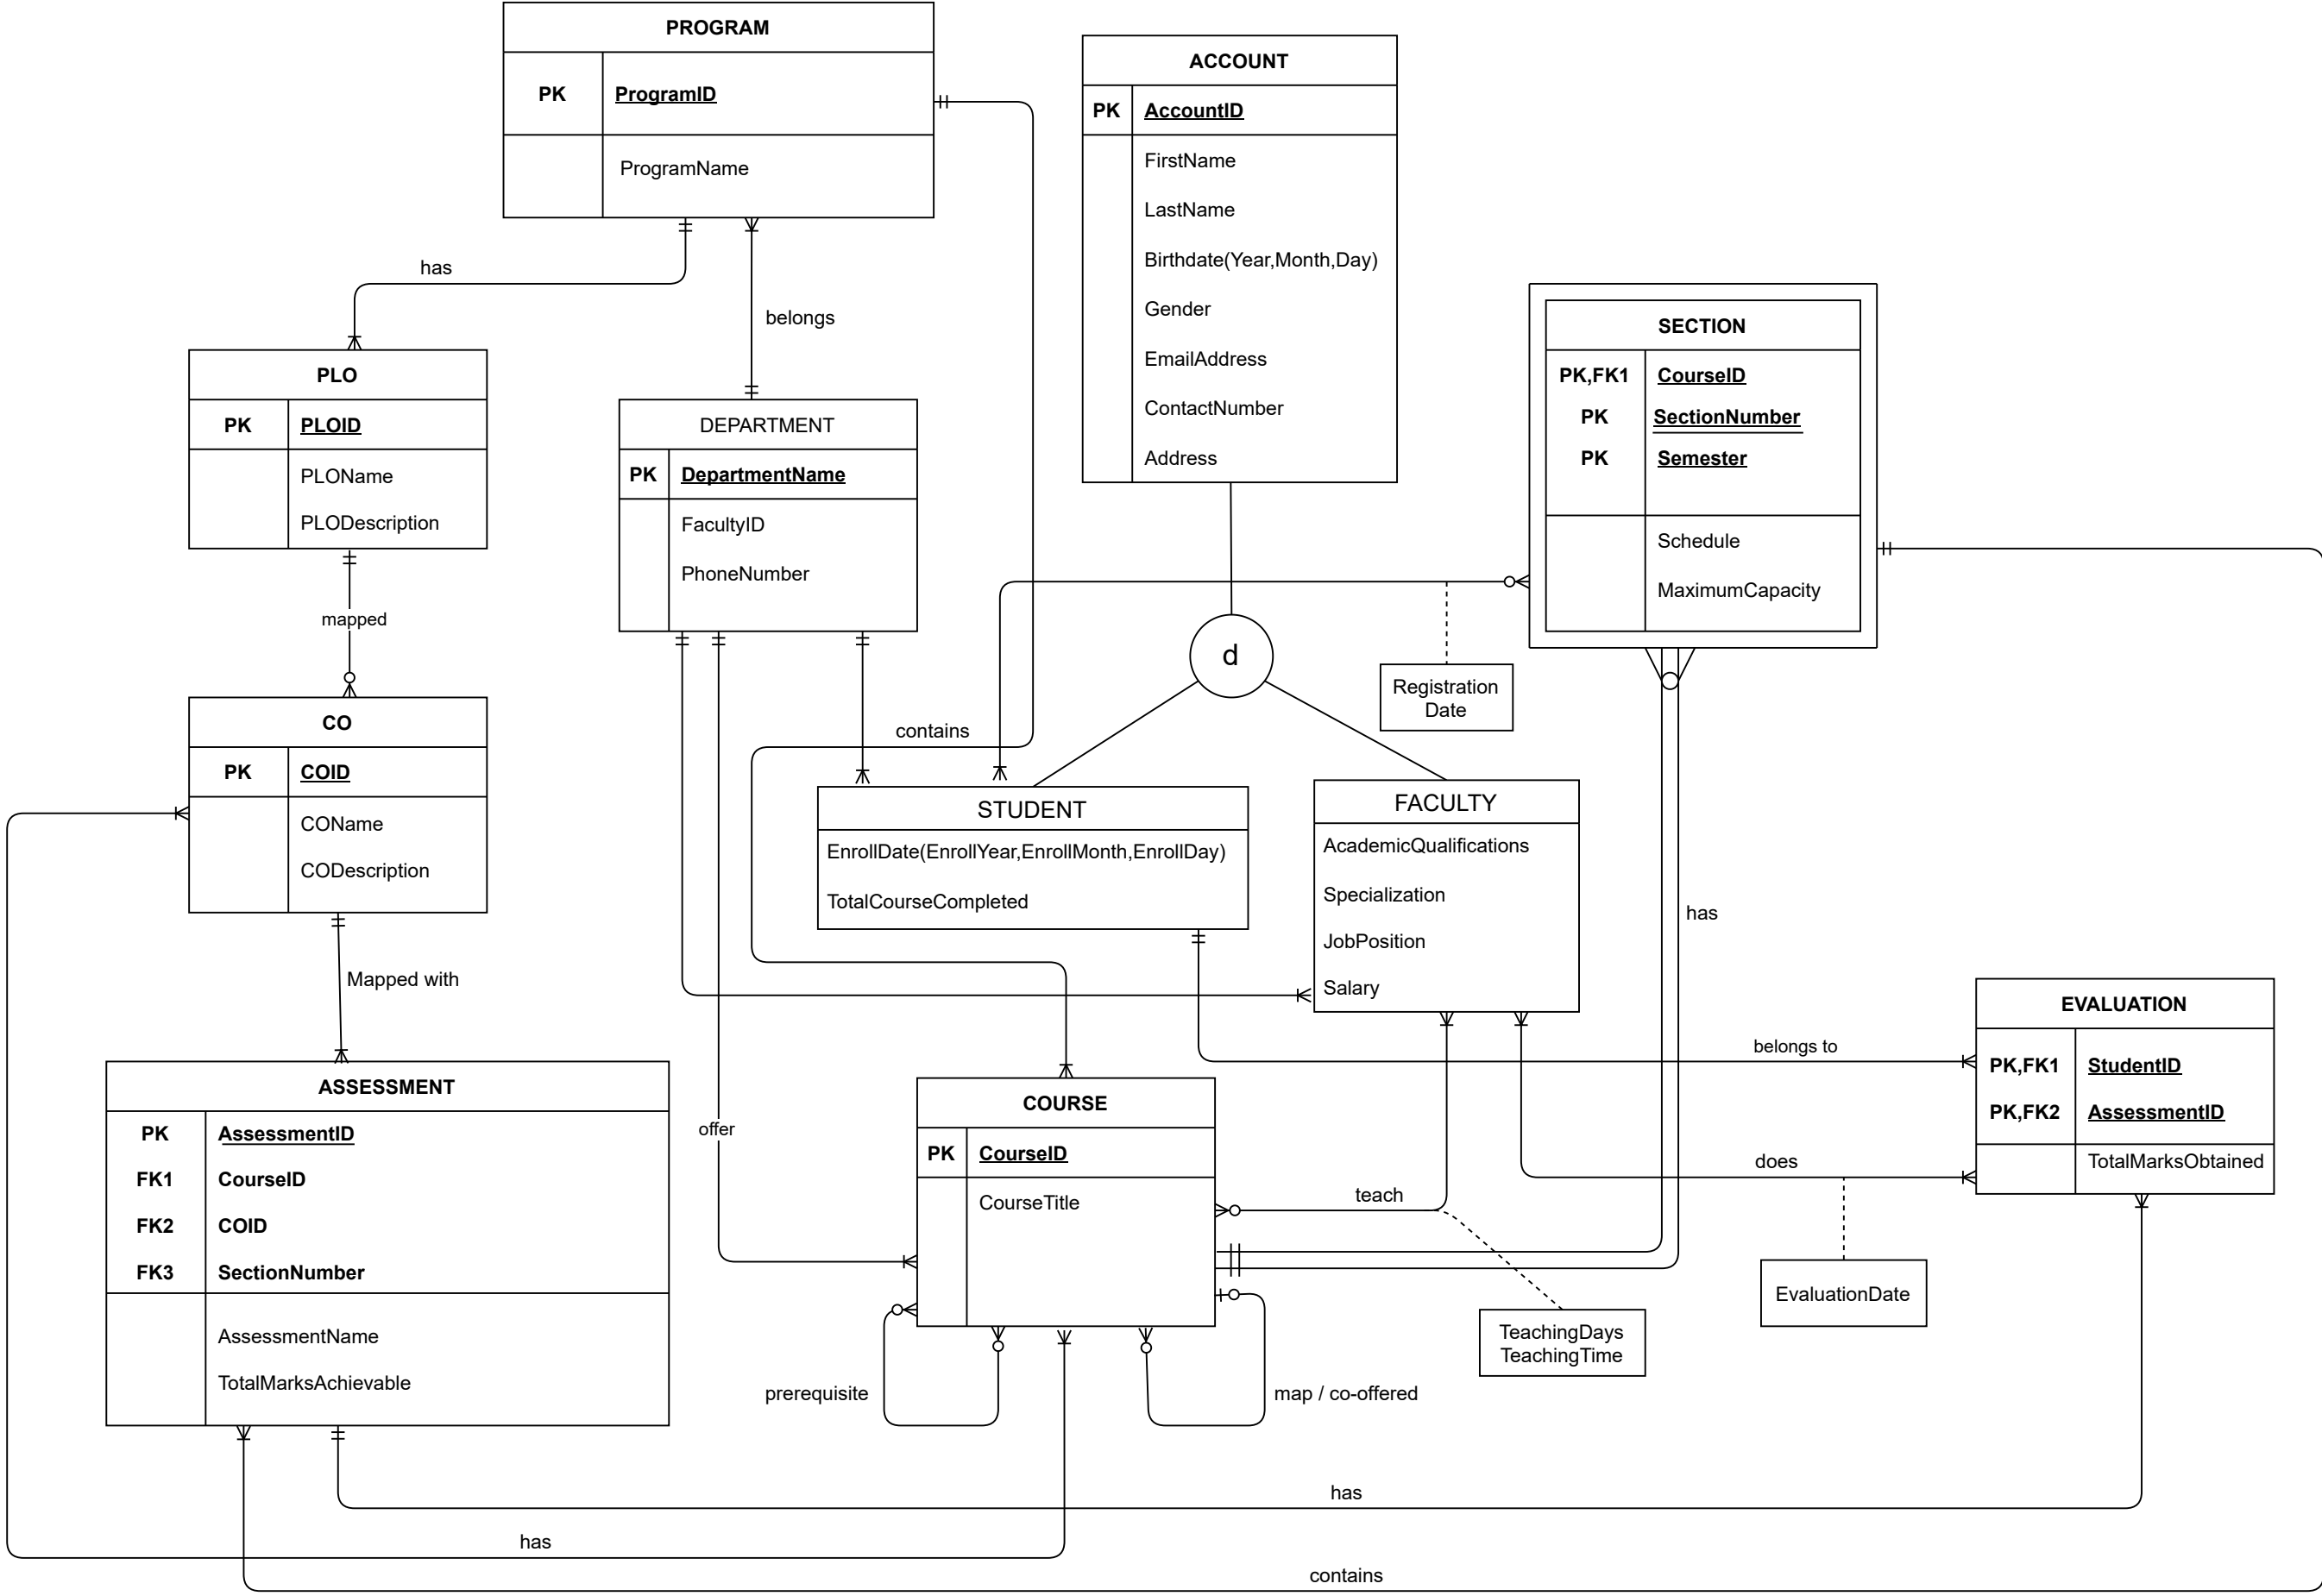 PROGRAM
PK ProgramID
ProgramName
ACCOUNT
PK AccountID
FirstName
LastName
Birthdate(Year,Month,Day)
Gender
EmailAddress
ContactNumber
Address
has
belongs
SECTION
PK,FK1 CourseID
PK SectionNumber
PK Semester
Schedule
MaximumCapacity
PLO
PK PLOID
PLOName
PLODescription
DEPARTMENT
PK DepartmentName
FacultyID
PhoneNumber
mapped
d
Registration
Date
contains
CO
PK COID
COName
CODescription
STUDENT
EnrollDate(EnrollYear,EnrollMonth,EnrollDay)
TotalCourseCompleted
FACULTY
AcademicQualifications
Specialization
JobPosition
Salary
has
Mapped with
belongs to
EVALUATION
PK,FK1 StudentID
PK,FK2 AssessmentID
TotalMarksObtained
ASSESSMENT
PK AssessmentID
FK1 CourseID
FK2 COID
FK3 SectionNumber
AssessmentName
TotalMarksAchievable
offer
COURSE
PK CourseID
CourseTitle
teach
does
EvaluationDate
TeachingDays
TeachingTime
prerequisite
map / co-offered
has
has
contains